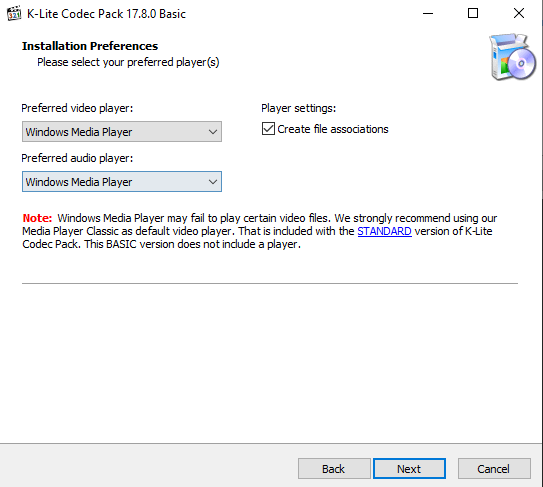 K-Lite Codec Pack 17.8.0 Basic
Installation Preferences
Please select your preferred player(s)
Preferred video player:
Player settings:
Windows Media Player
Create file associations
Preferred audio player:
Windows Media Player
Note: Windows Media Player may fail to play certain video files. We strongly recommend using our
Media Player Classic as default video player. That is included with the STANDARD version of K-Lite
Codec Pack. This BASIC version does not include a player.
Back
Next
Cancel